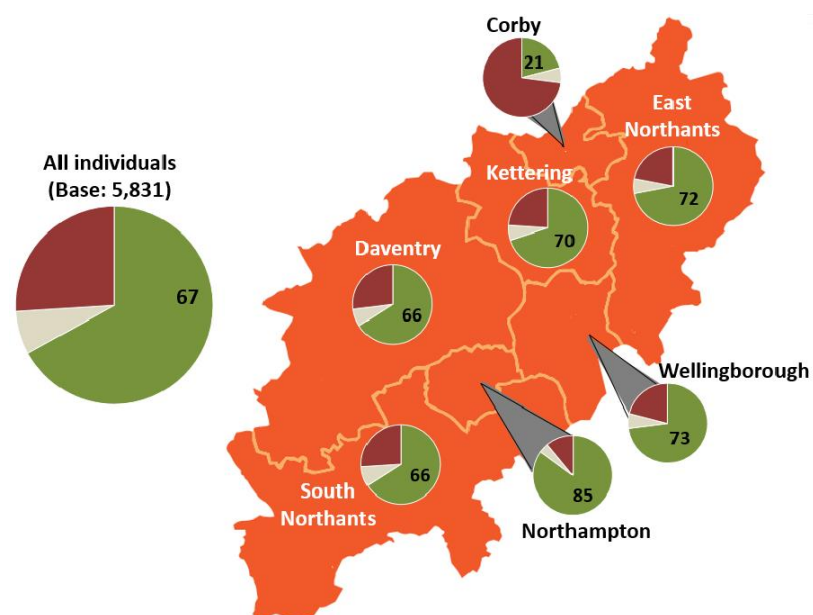 Corby
21
East
Northants
72
All individuals
(Base: 5,831)
67
Kettering
70
Daventry
66
Wellingborough
73
South
Northants
66
85
Northampton